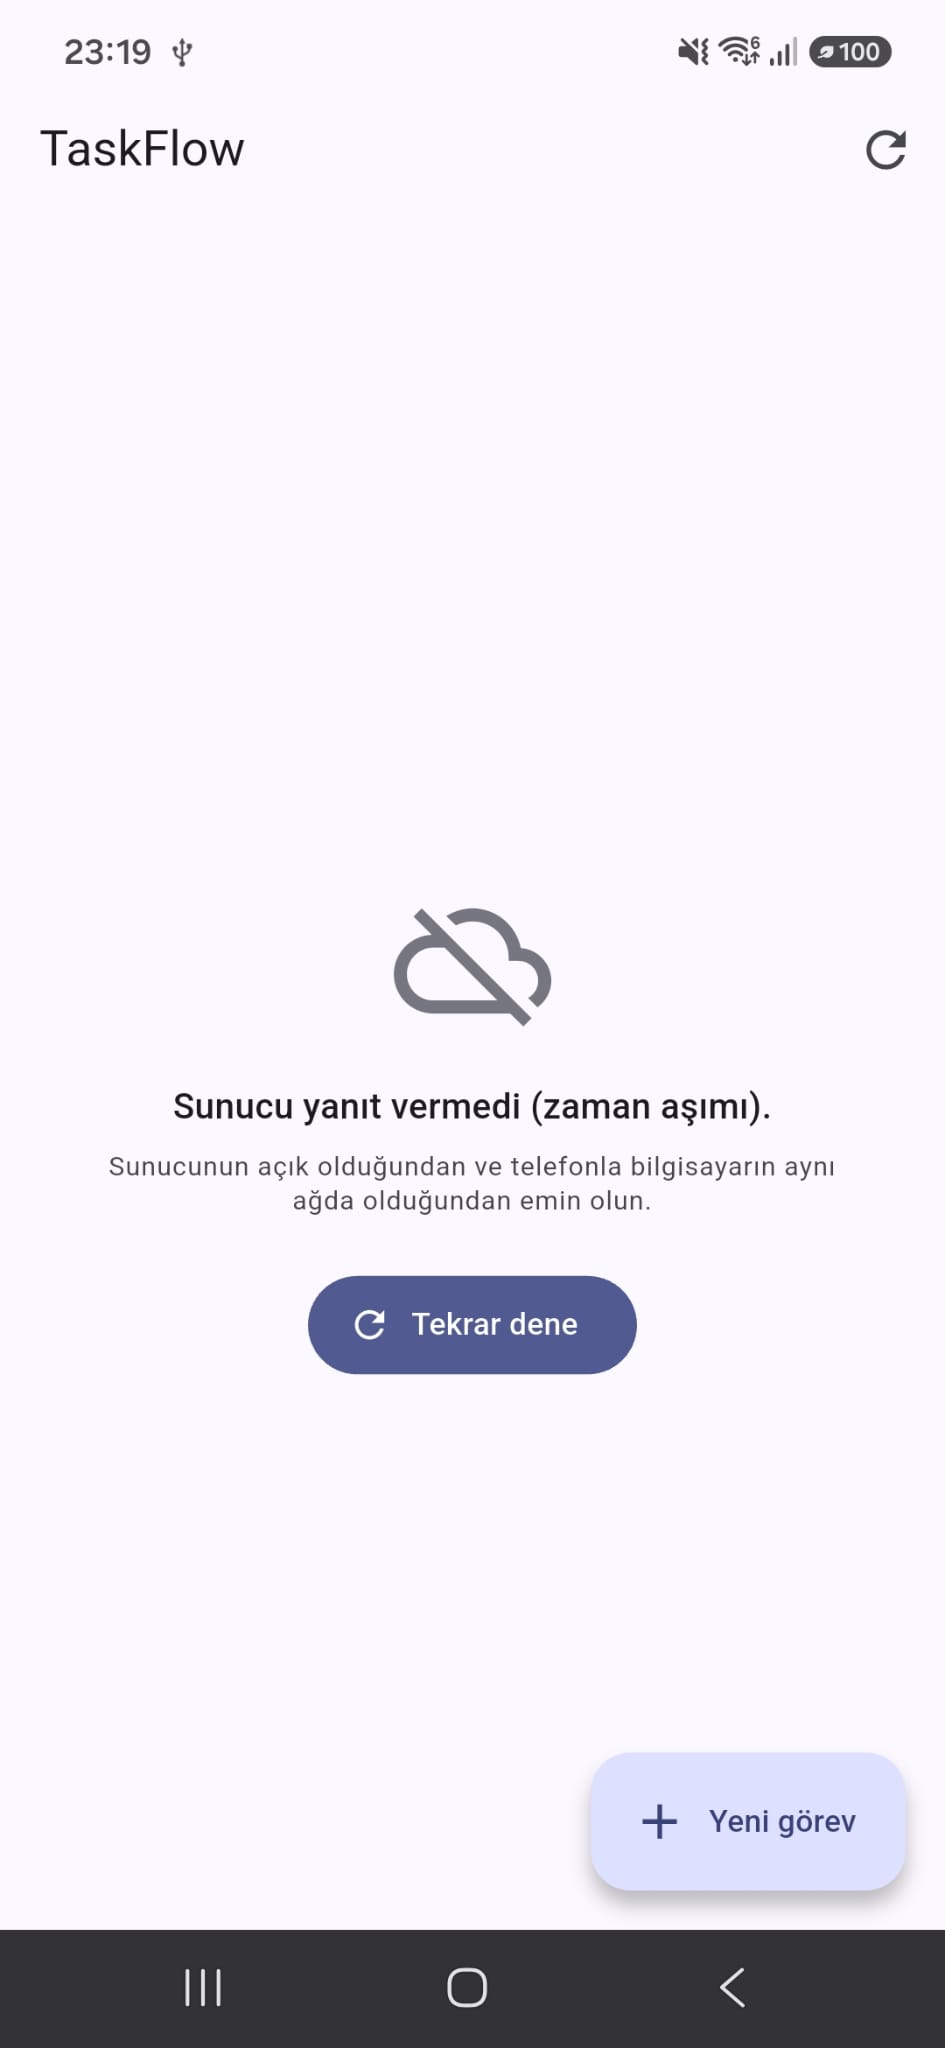 23:19
6
100
TaskFlow
Sunucu yanıt vermedi (zaman aşımı).
Sunucunun açık olduğundan ve telefonla bilgisayarın aynı
ağda olduğundan emin olun.
Tekrar dene
Yeni görev